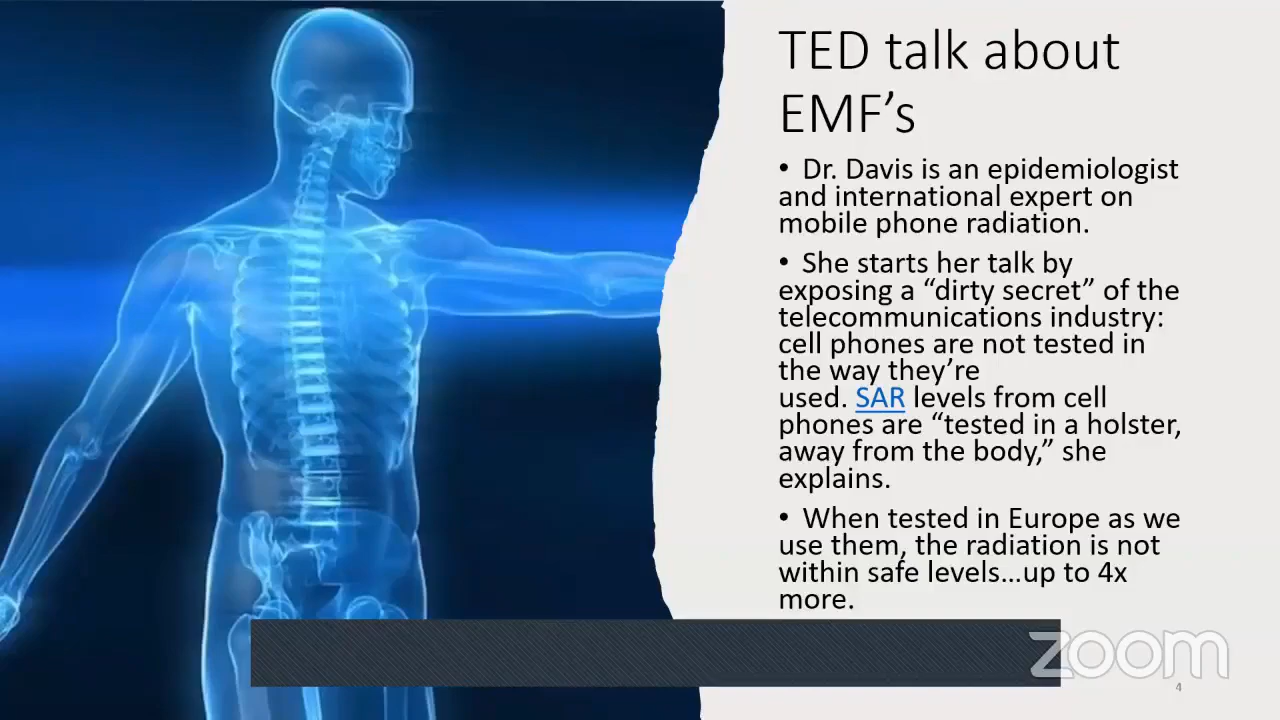 TED talk about
EMF’s
• Dr. Davis is an epidemiologist
and international expert on
mobile phone radiation.
• She starts her talk by
exposing a “dirty secret” of the
telecommunications industry:
cell phones are not tested in
the way they’re
used. SAR levels from cell
phones are “tested in a holster,
away from the body,” she
explains.
• When tested in Europe as we
use them, the radiation is not
within safe levels…up to 4x
more.
zoom
4